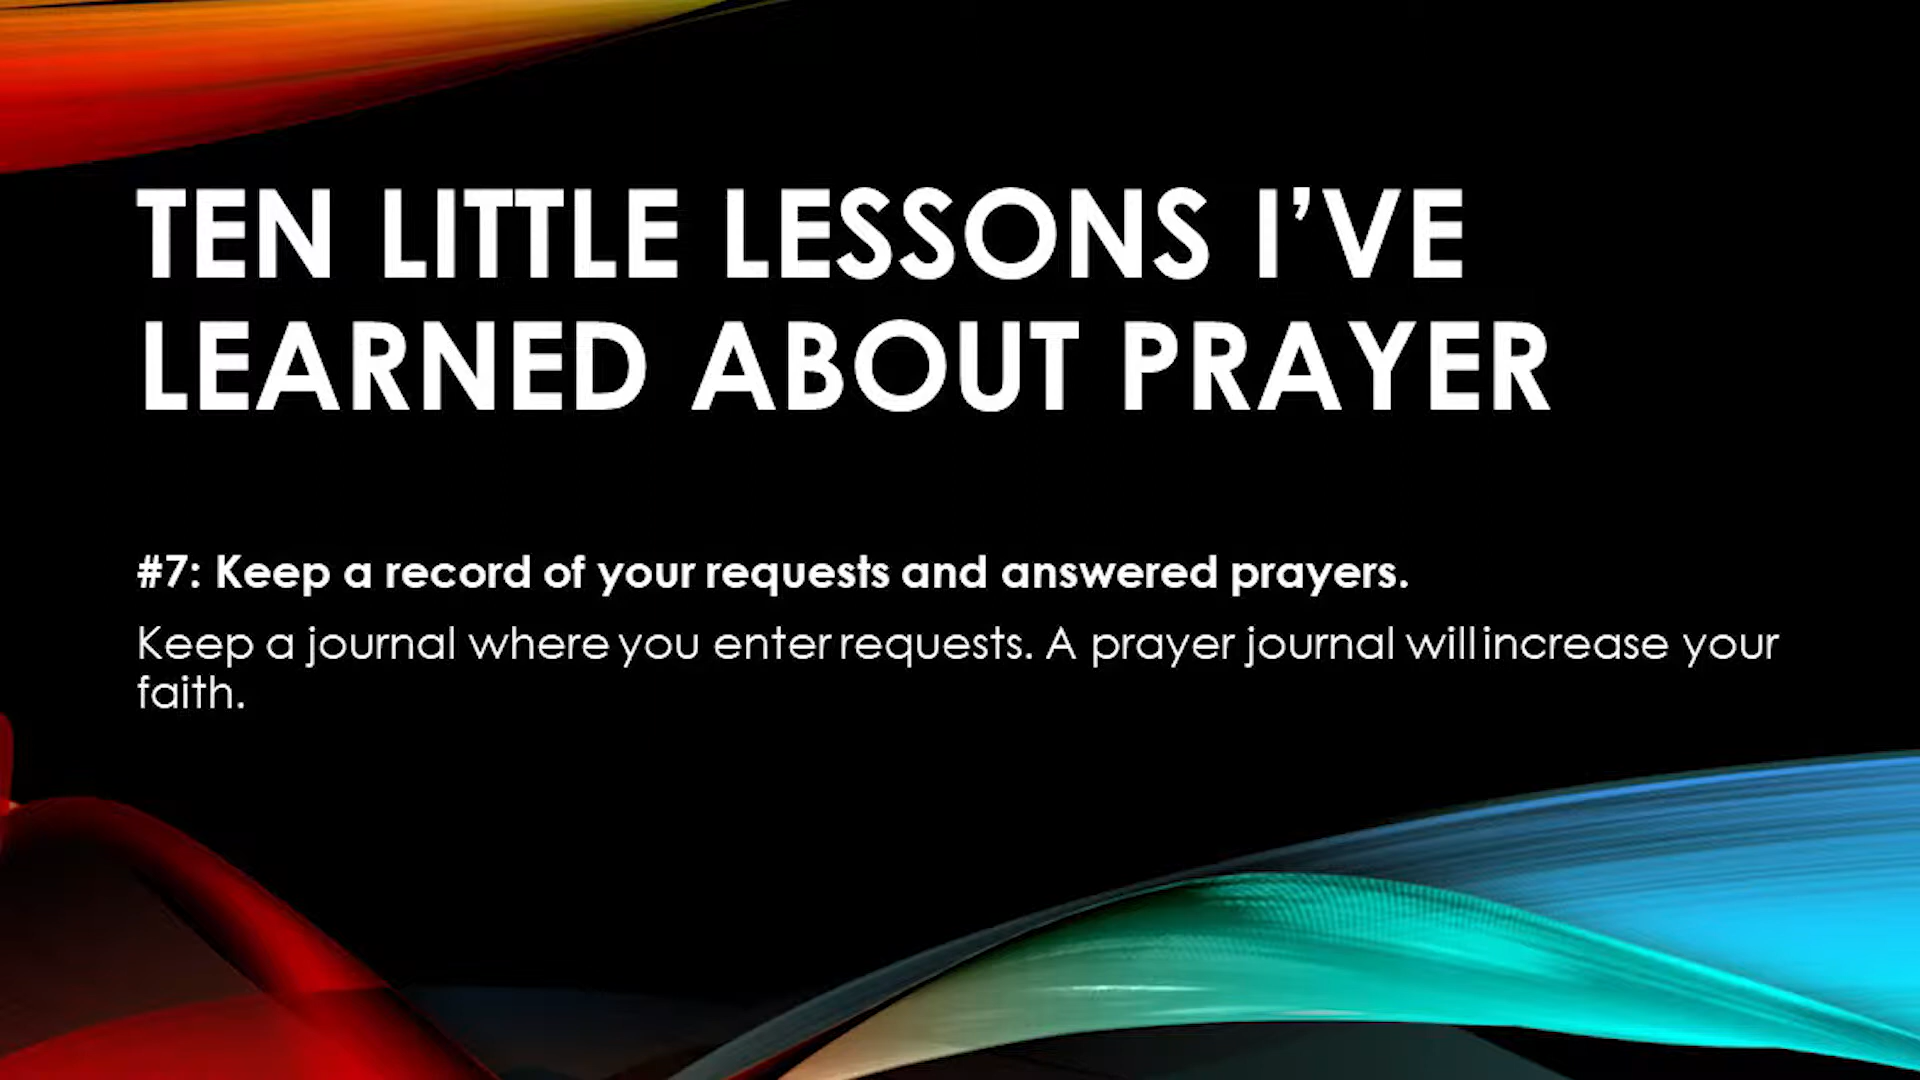 TEN LITTLE LESSONS I’VE
LEARNED ABOUT PRAYER
#7: Keep a record of your requests and answered prayers.
Keep a journal where you enter requests. A prayer journal will increase your
faith.